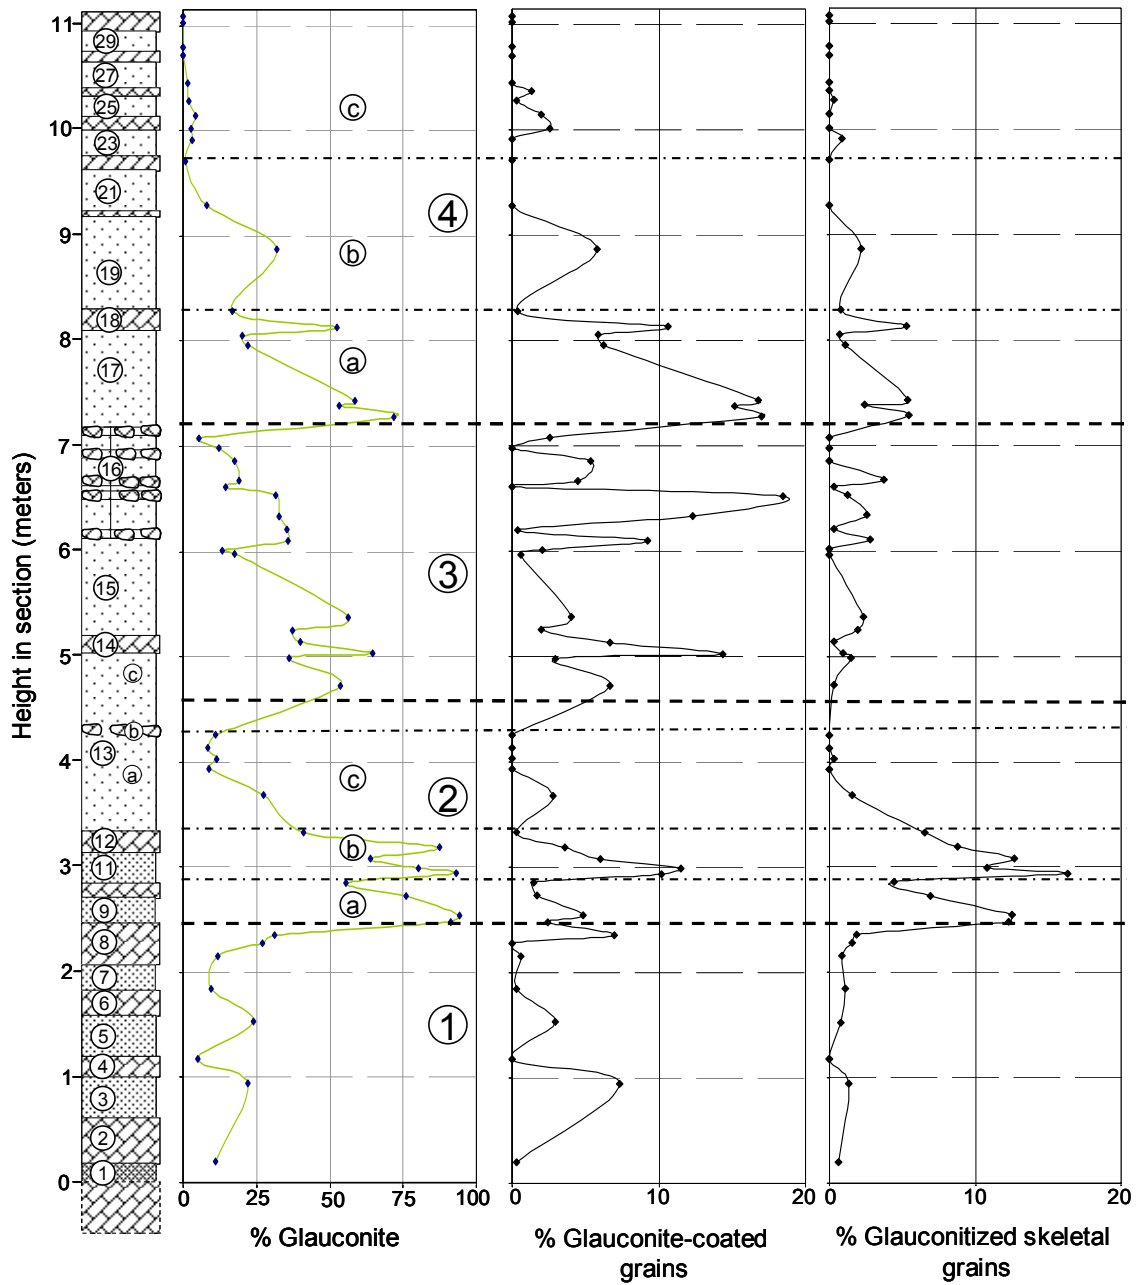 11
29
27
c
25
10
23
21
4
9
b
19
18
8
a
17
7
16
6
3
15
14
5
c
b
13
4
a
c
2
12
b
3
11
a
9
8
2
7
6
1
5
4
1
3
2
1
0
Height in section (meters)
0 25 50 75 100
0 10 20
0 10 20
% Glauconite
% Glauconite-coated
grains
% Glauconitized skeletal
grains